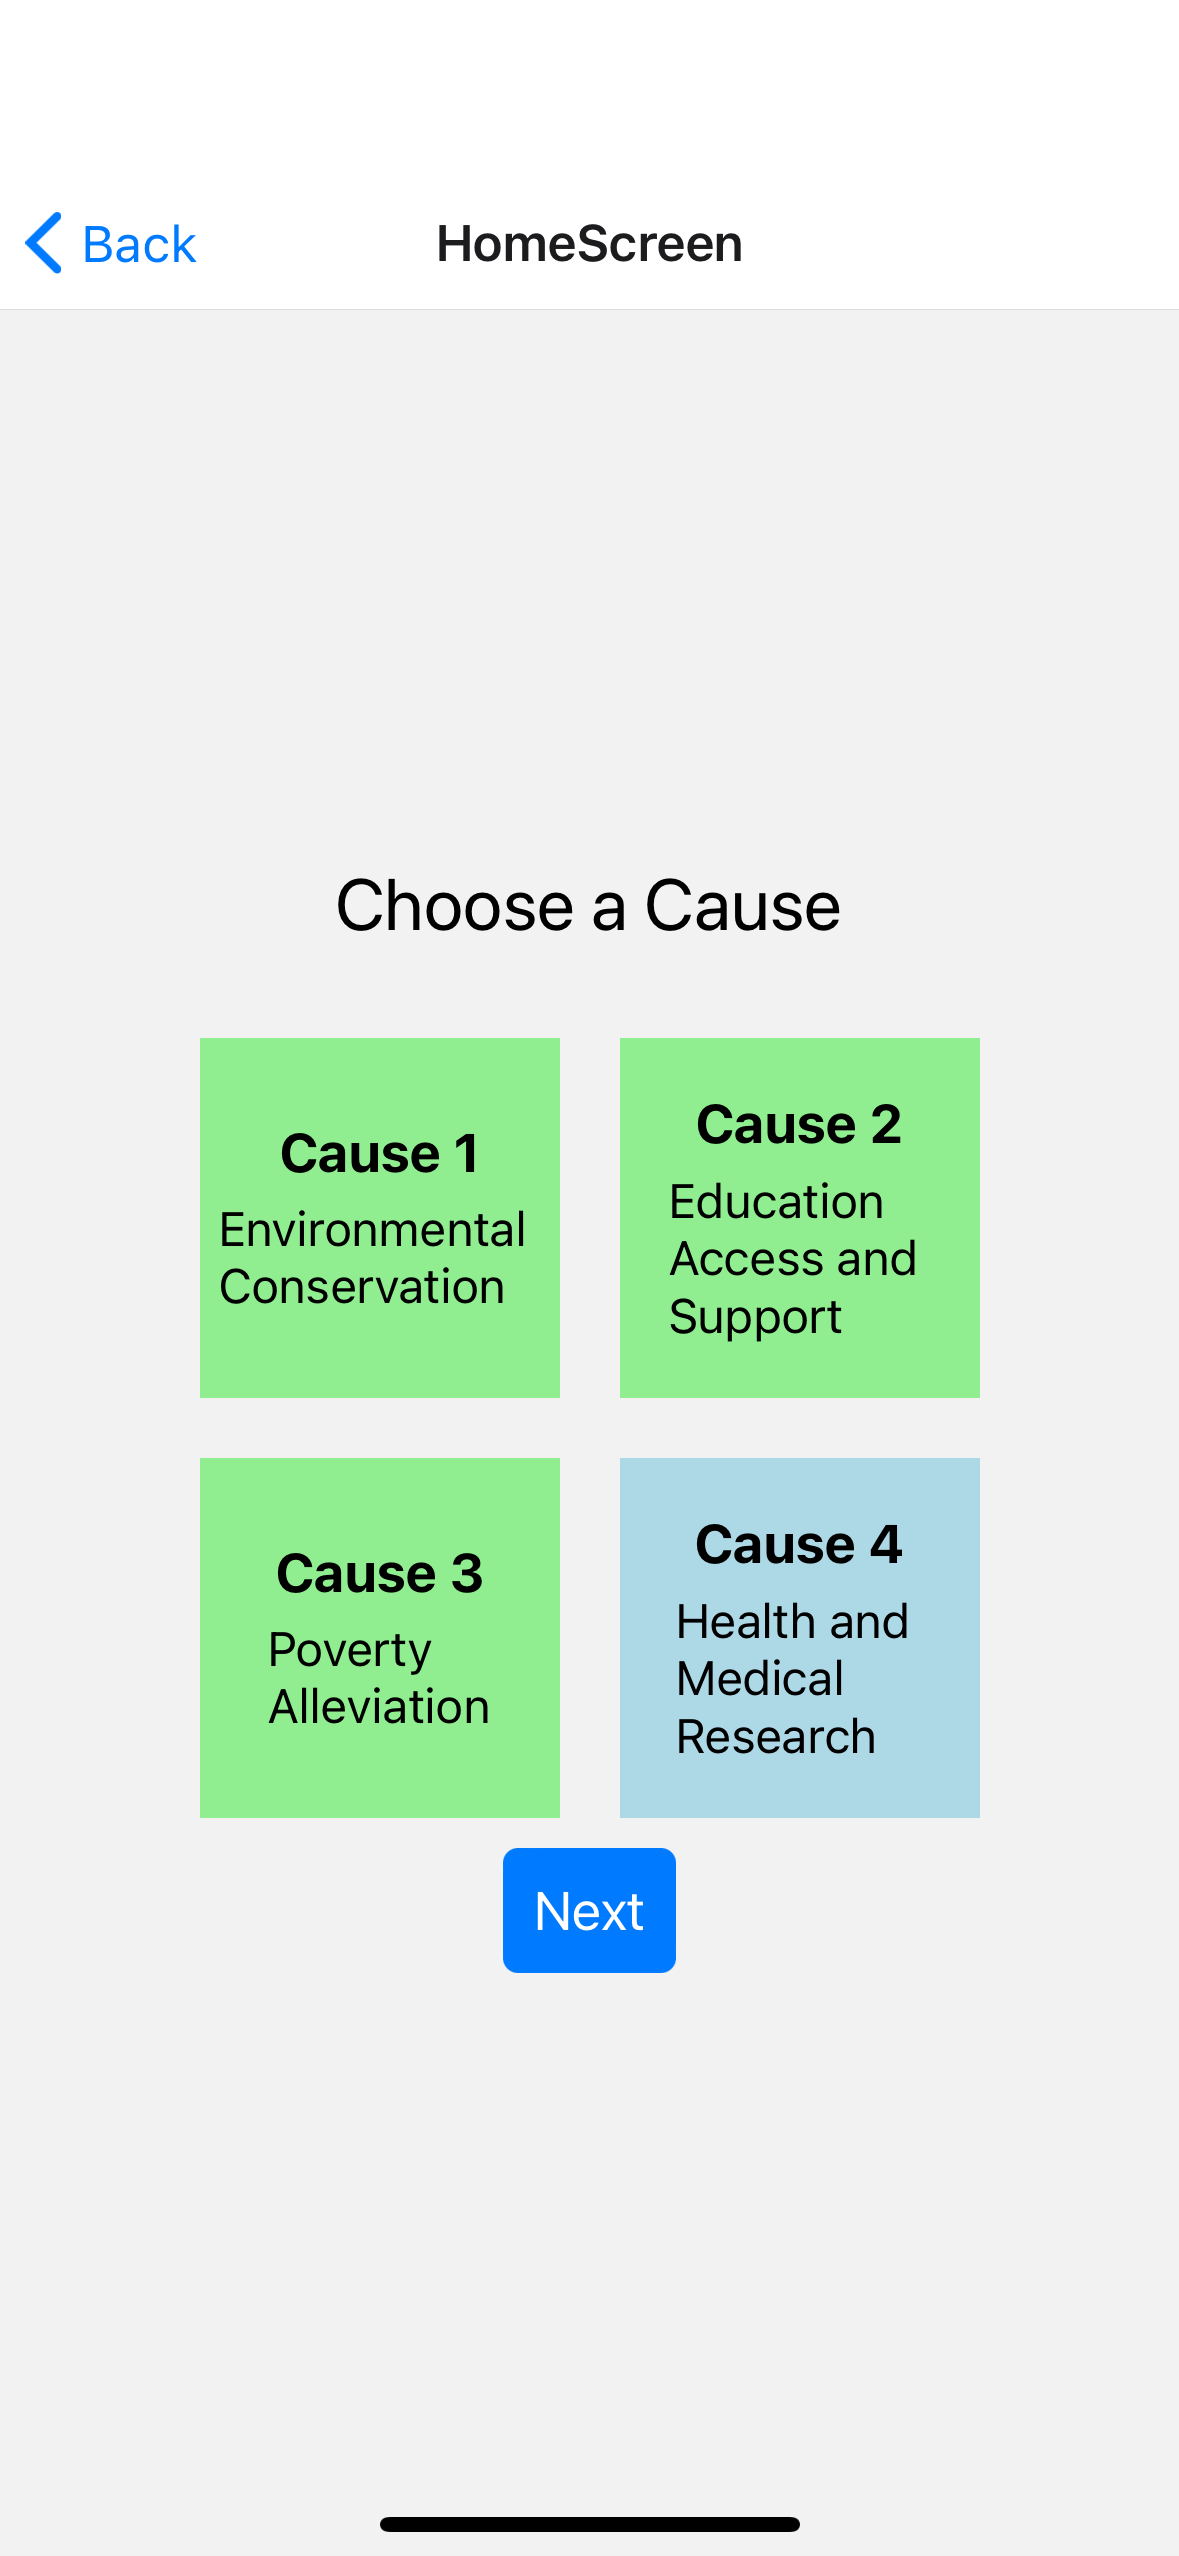 Back
HomeScreen
Choose a Cause
Cause 1
Environmental
Conservation
Cause 2
Education
Access and
Support
Cause 3
Poverty
Alleviation
Cause 4
Health and
Medical
Research
Next